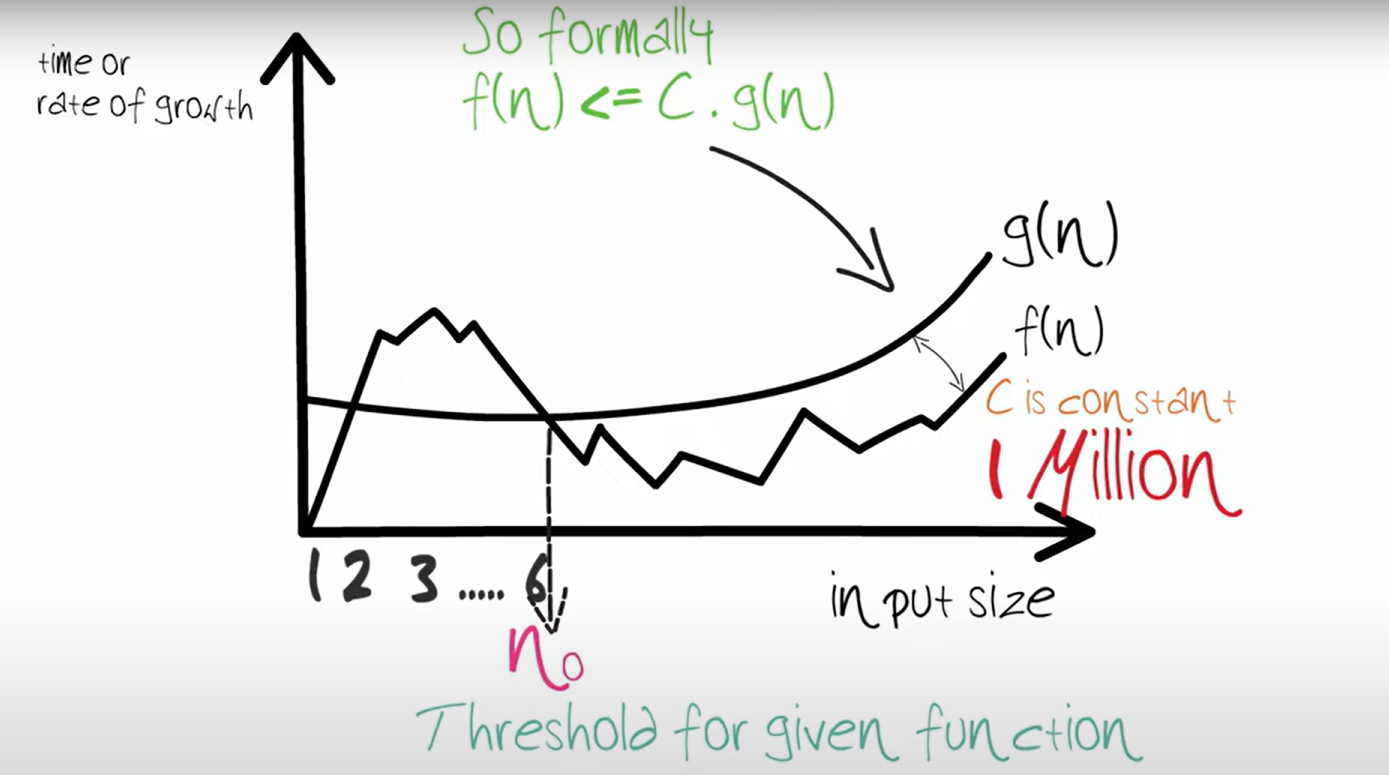 time or
rate of growth
So formally
f(n) <= C . g(n)
g(n)
f(n)
C is constant
1 Million
1 2 3 ..... 6
input size
n₀
Threshold for given function